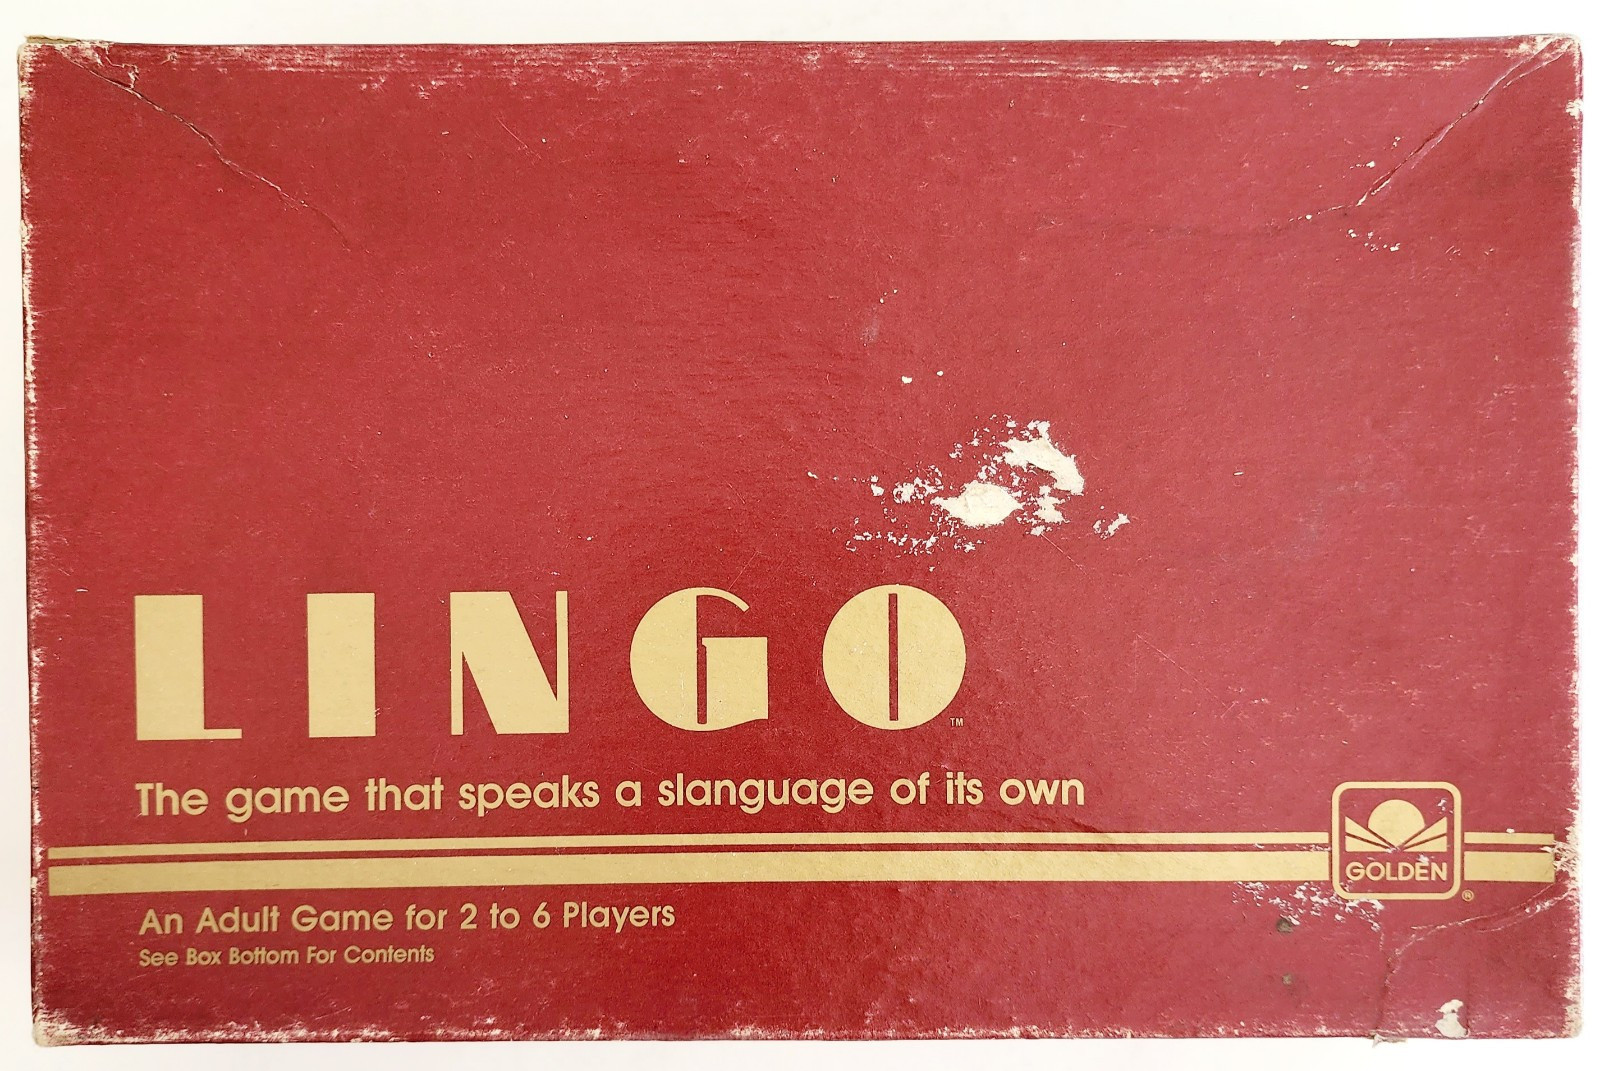 LINGO™
The game that speaks a slanguage of its own
GOLDEN®
An Adult Game for 2 to 6 Players
See Box Bottom For Contents